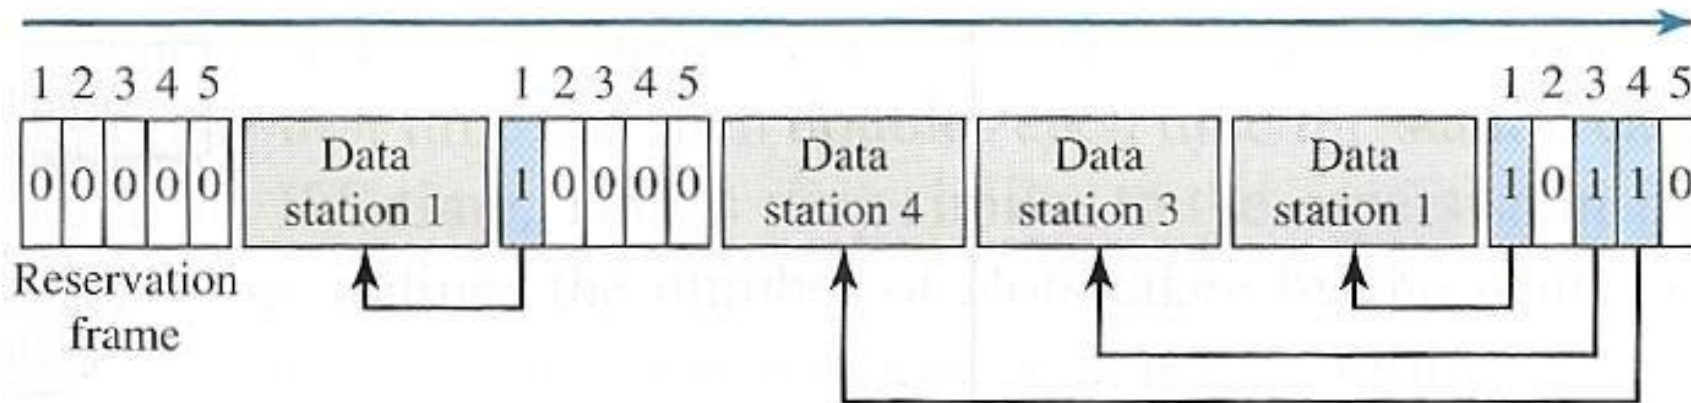 1 2 3 4 5 1 2 3 4 5 1 2 3 4 5
0 0 0 0 0 Data station 1 1 0 0 0 0 Data station 4 Data station 3 Data station 1 1 0 1 1 0
Reservation
frame